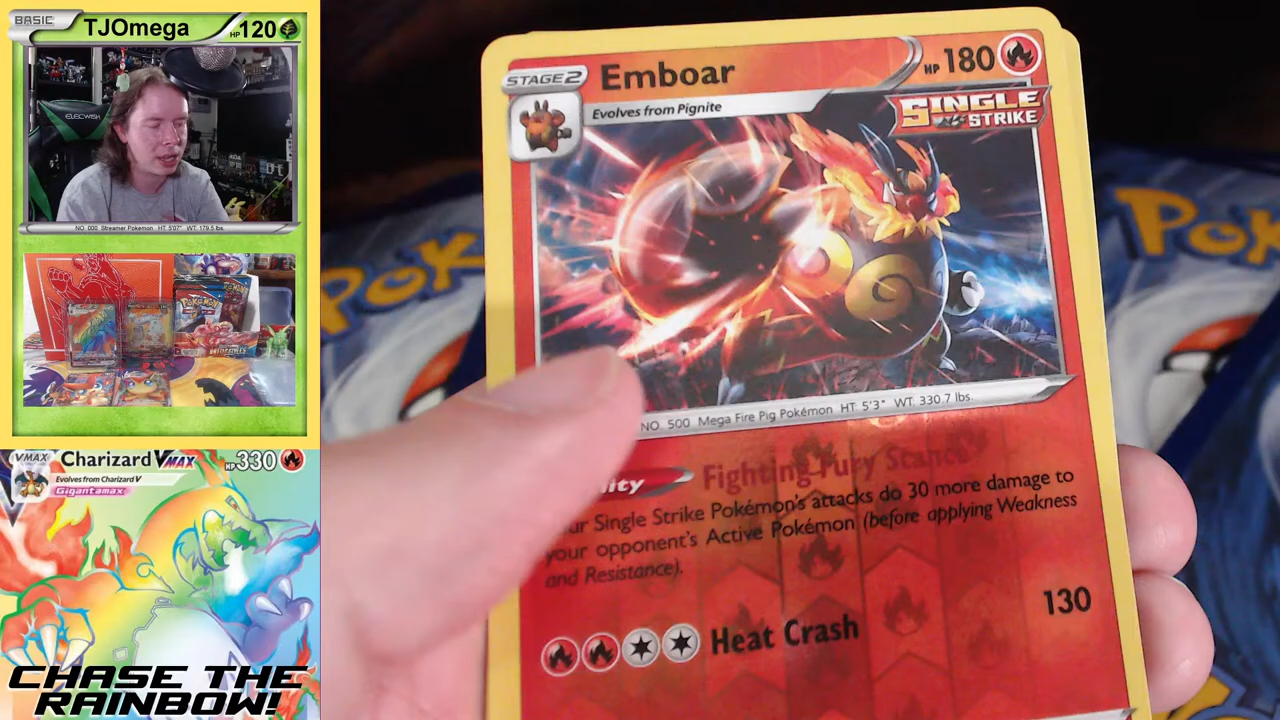 BASIC
TJOmega
HP120
ELECWISH
NO. 000 Streamer Pokemon HT: 5'07" WT: 179.5 lbs.
POKÉMON
VMAX
Charizard VMAX
HP330
Evolves from Charizard V
Gigantamax
CHASE THE
RAINBOW!
STAGE2
Emboar
HP 180
Evolves from Pignite
SINGLE
STRIKE
NO. 500 Mega Fire Pig Pokémon HT: 5'3" WT: 330.7 lbs.
Fighting Fury Stance
Single Strike Pokémon's attacks do 30 more damage to
your opponent's Active Pokémon (before applying Weakness
and Resistance).
Heat Crash
130